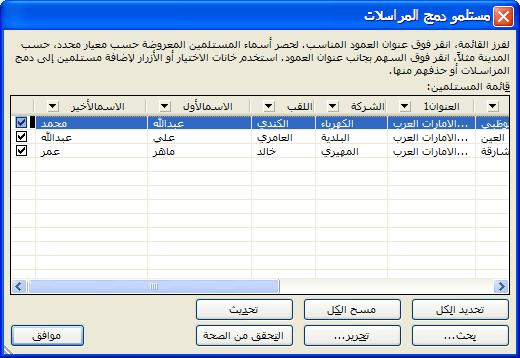 مستلمو دمج المراسلات
لفرز القائمة، انقر فوق عنوان العمود المناسب. لحصر أسماء المستلمين المعروضة حسب معيار محدد، حسب
المدينة مثلاً، انقر فوق السهم بجانب عنوان العمود. استخدم خانات الاختيار أو الأزرار لإضافة مستلمين إلى دمج
المراسلات أو حذفهم منها.
قائمة المستلمين:
الاسمالأخير الاسمالأول اللقب الشركة العنوان1
محمد عبدالله الكندي الكهرباء الامارات العرب... وظبي
عبدالله علي العامري البلدية الامارات العرب... العين
عمر ماهر خالد المهيري الامارات العرب... شارقة
تحديد الكل مسح الكل تحديث
بحث... تحرير... التحقق من الصحة موافق